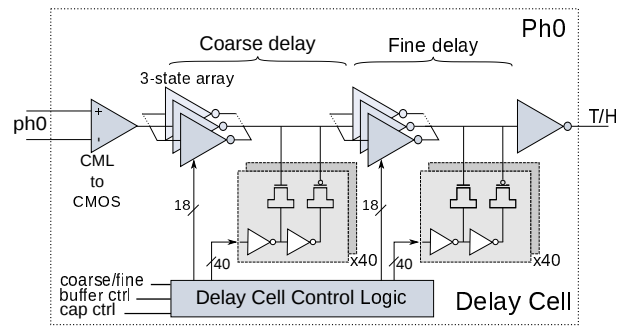 Ph0
Coarse delay
Fine delay
3-state array
ph0
+
-
T/H
CML
to
CMOS
18
18
40
x40
40
x40
coarse/fine
buffer ctrl
cap ctrl
Delay Cell Control Logic
Delay Cell